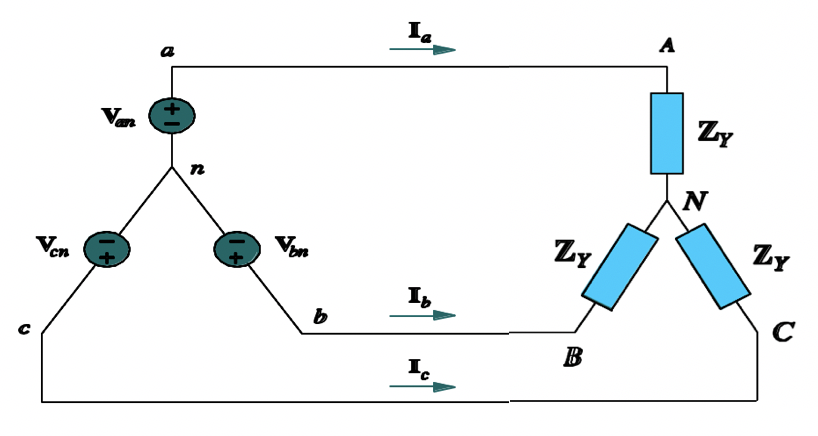 I_a
a
A
+
V_an
−
Z_Y
n
N
V_cn
−
+
−
+
V_bn
Z_Y
Z_Y
I_b
c
b
C
B
I_c